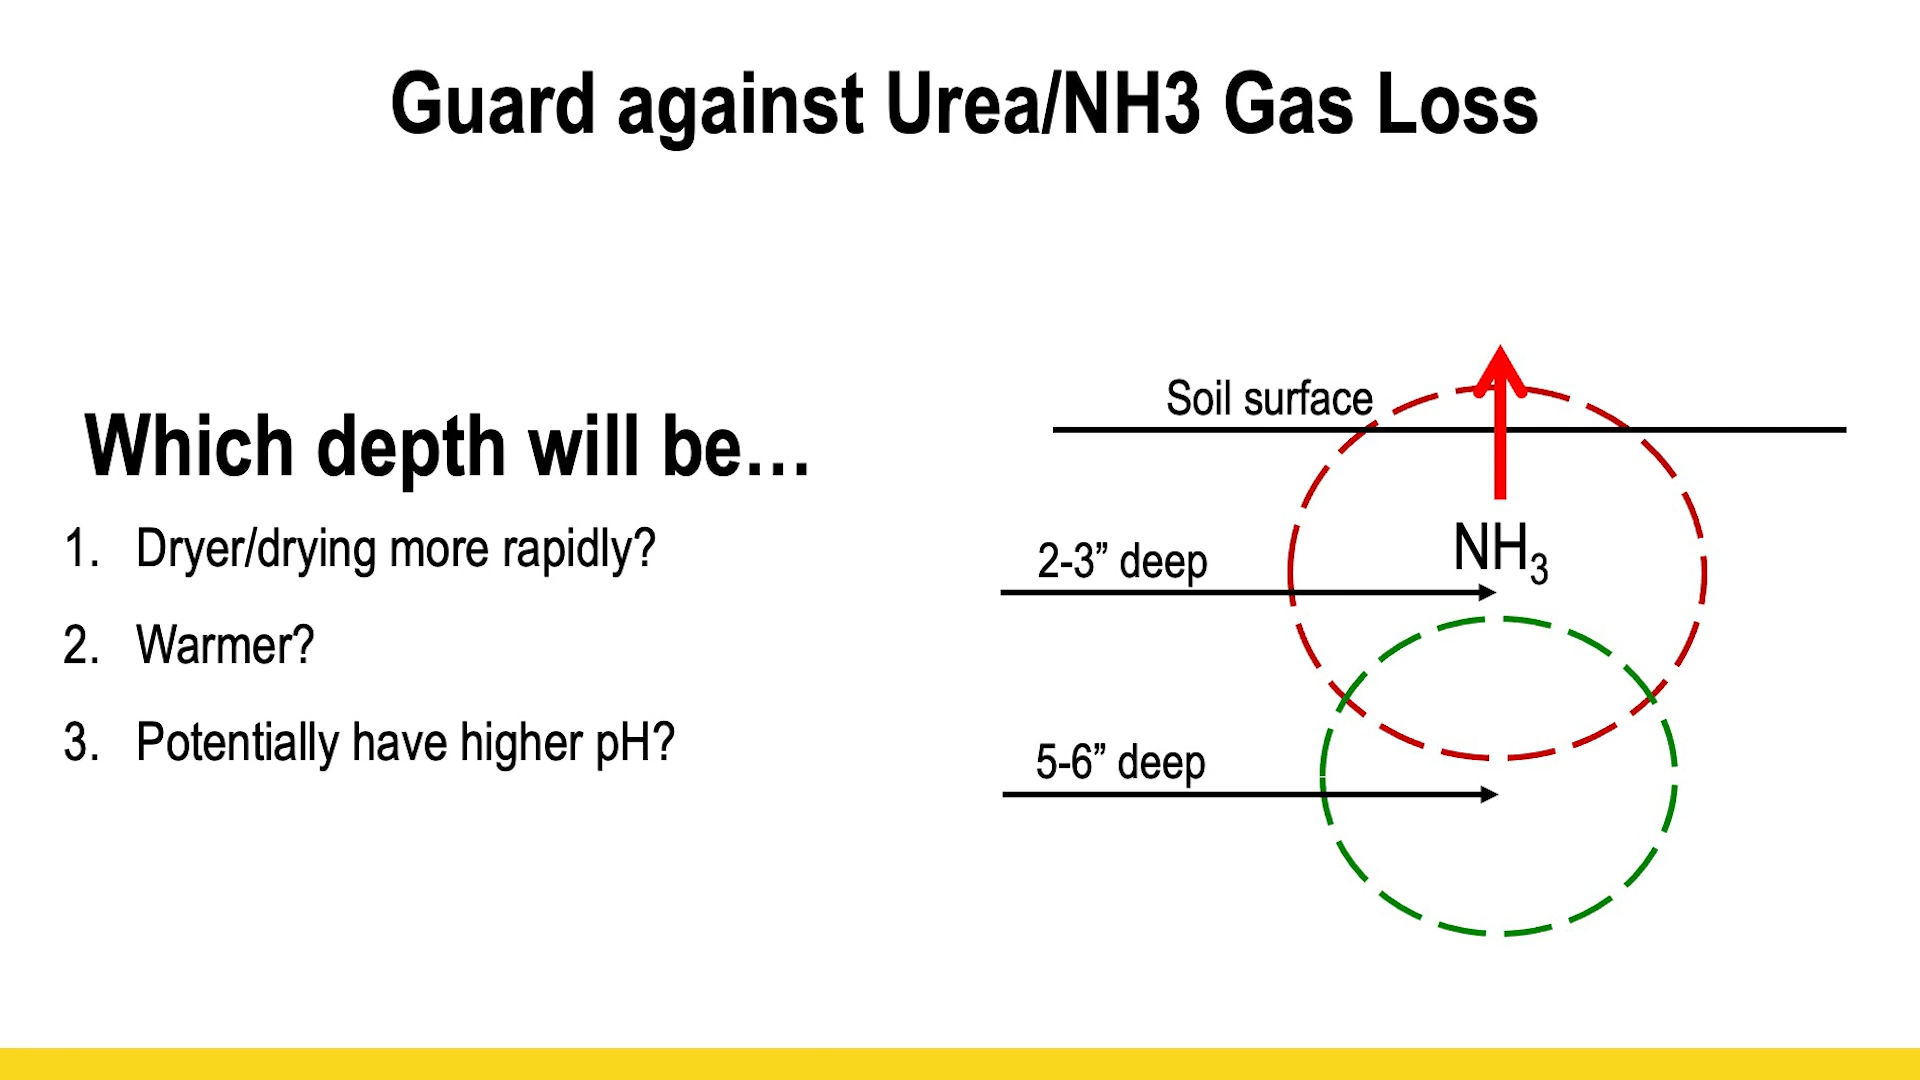 Guard against Urea/NH3 Gas Loss
Which depth will be…
1. Dryer/drying more rapidly?
2. Warmer?
3. Potentially have higher pH?
Soil surface
NH₃
2-3” deep
5-6” deep